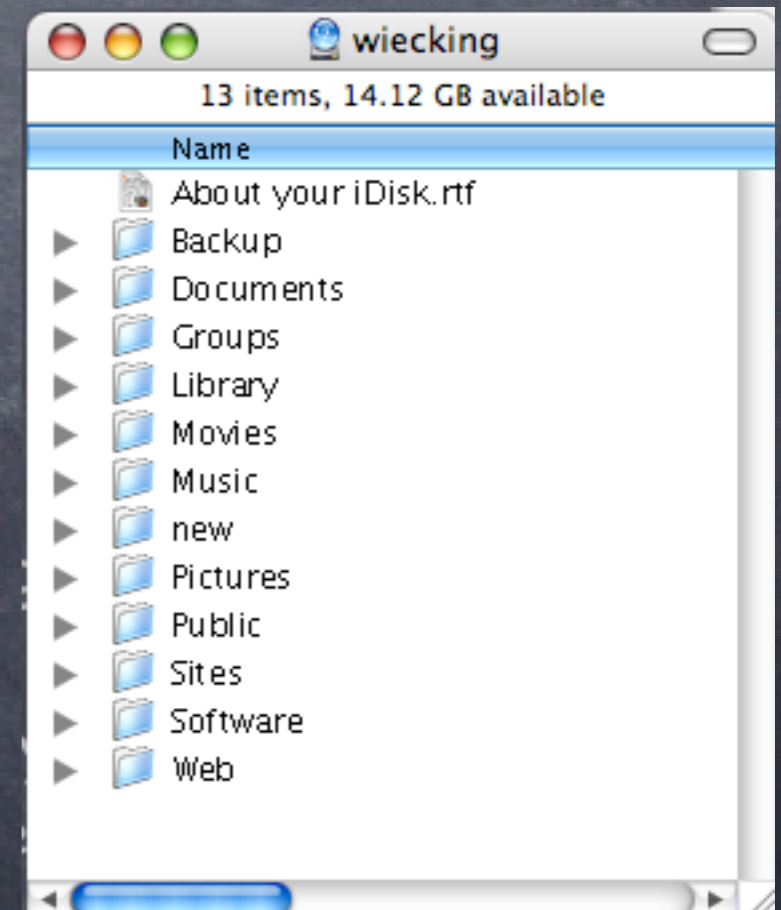 wiecking
13 items, 14.12 GB available
Name
About your iDisk.rtf
Backup
Documents
Groups
Library
Movies
Music
new
Pictures
Public
Sites
Software
Web